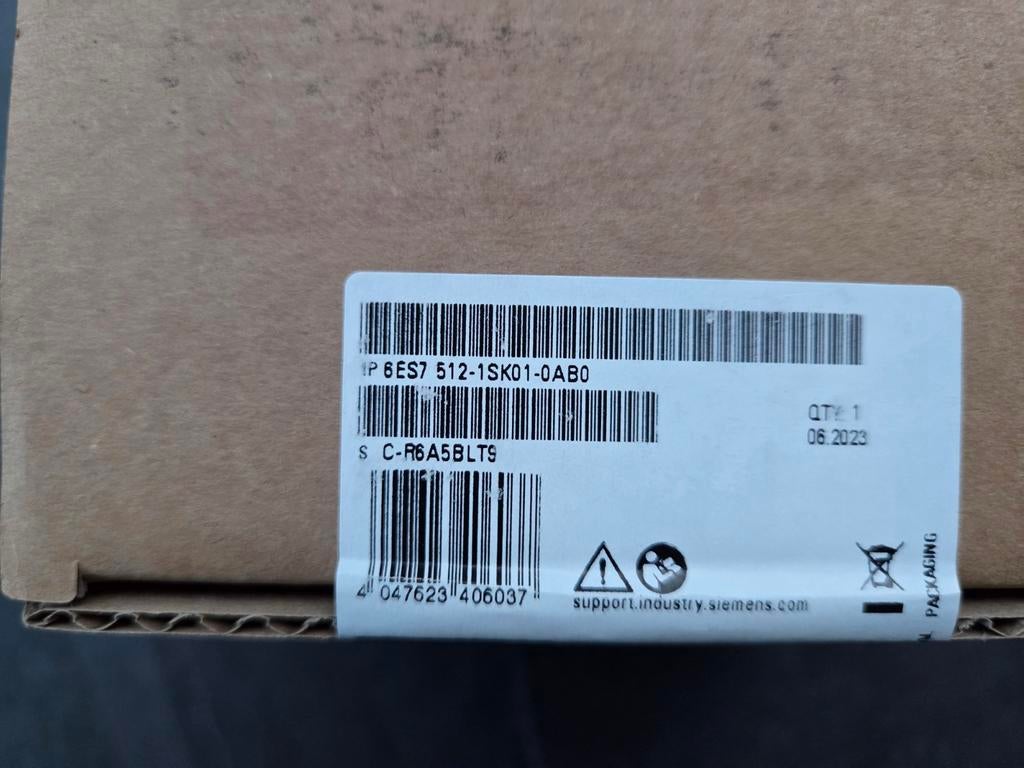 1P 6ES7 512-1SK01-0AB0
QTY: 1
06.2023
S C-R6A5BLT9
4 047623 406037
support.industry.siemens.com
PACKAGING